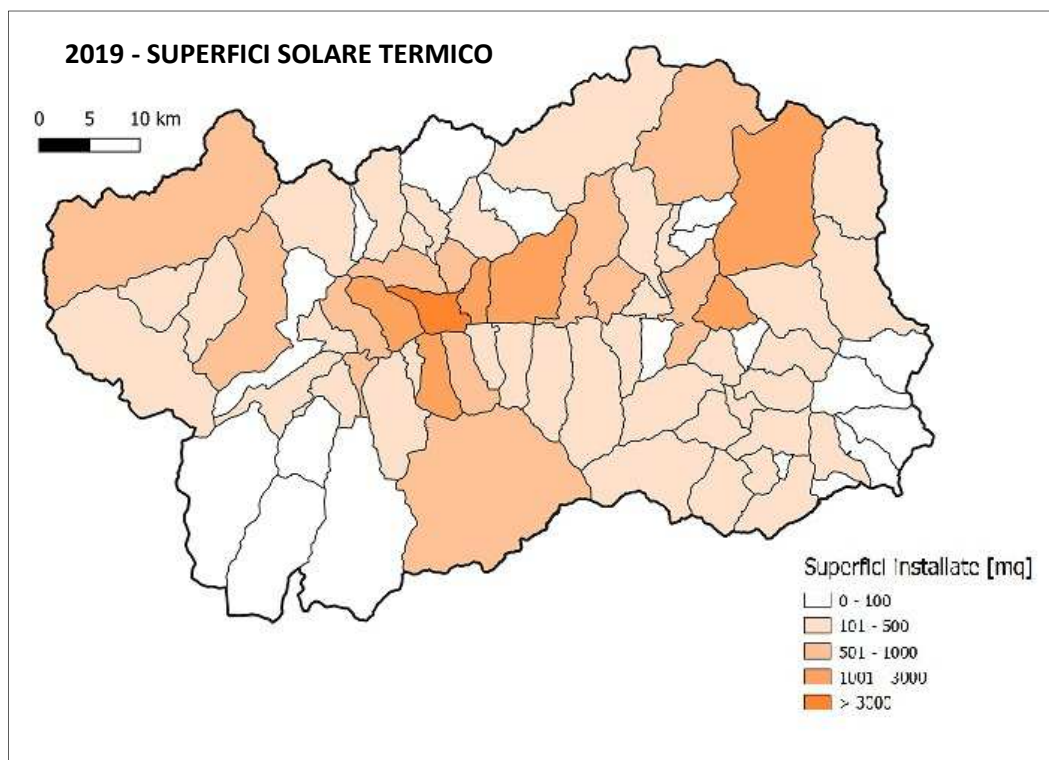 2019 - SUPERFICI SOLARE TERMICO
0 5 10 km
Superfici installate [mq]
0 - 100
101 - 500
501 - 1000
1001 - 3000
> 3000